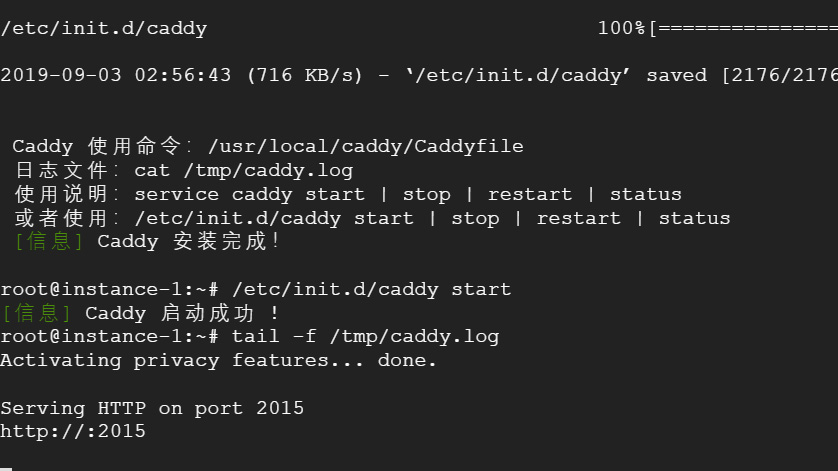 /etc/init.d/caddy 100%[===============
2019-09-03 02:56:43 (716 KB/s) - ‘/etc/init.d/caddy’ saved [2176/2176
Caddy 使用命令：/usr/local/caddy/Caddyfile
日志文件：cat /tmp/caddy.log
使用说明：service caddy start | stop | restart | status
或者使用：/etc/init.d/caddy start | stop | restart | status
[信息] Caddy 安装完成！
root@instance-1:~# /etc/init.d/caddy start
[信息] Caddy 启动成功 ！
root@instance-1:~# tail -f /tmp/caddy.log
Activating privacy features... done.
Serving HTTP on port 2015
http://:2015